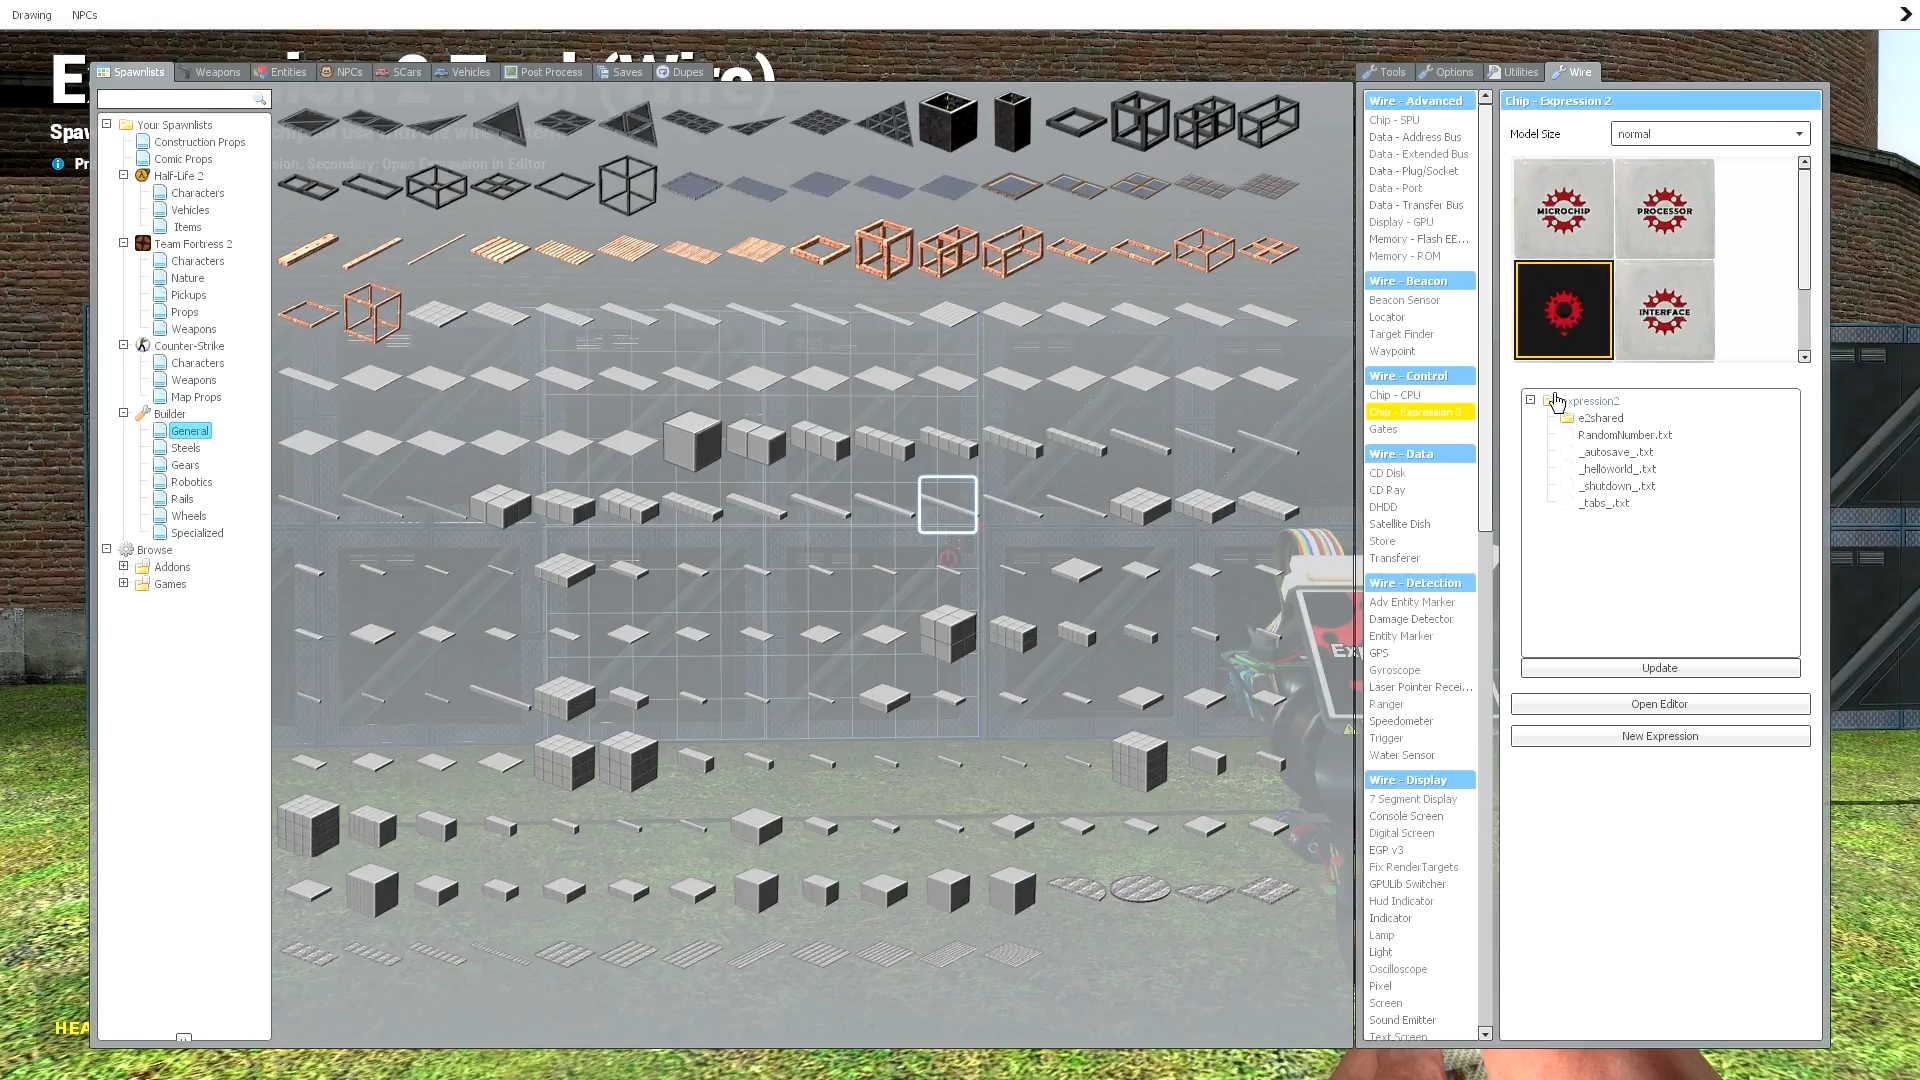 Drawing NPCs
Spawnlists Weapons Entities NPCs SCars Vehicles Post Process Saves Dupes
Tools Options Utilities Wire
Your Spawnlists
Construction Props
Comic Props
Half-Life 2
Characters
Vehicles
Items
Team Fortress 2
Characters
Nature
Pickups
Props
Weapons
Counter-Strike
Characters
Weapons
Map Props
Builder
General
Steels
Gears
Robotics
Rails
Wheels
Specialized
Browse
Addons
Games
HEA
Wire - Advanced
Chip - SPU
Data - Address Bus
Data - Extended Bus
Data - Plug/Socket
Data - Port
Data - Transfer Bus
Display - GPU
Memory - Flash EE...
Memory - ROM
Wire - Beacon
Beacon Sensor
Locator
Target Finder
Waypoint
Wire - Control
Chip - CPU
Chip - Expression 2
Gates
Wire - Data
CD Disk
CD Ray
DHDD
Satellite Dish
Store
Transferer
Wire - Detection
Adv Entity Marker
Damage Detector
Entity Marker
GPS
Gyroscope
Laser Pointer Recei...
Ranger
Speedometer
Trigger
Water Sensor
Wire - Display
7 Segment Display
Console Screen
Digital Screen
EGP v3
Fix RenderTargets
GPULib Switcher
Hud Indicator
Indicator
Lamp
Light
Oscilloscope
Pixel
Screen
Sound Emitter
Text Screen
Chip - Expression 2
Model Size normal
MICROCHIP
PROCESSOR
INTERFACE
xpression2
e2shared
RandomNumber.txt
_autosave_.txt
_helloworld_.txt
_shutdown_.txt
_tabs_.txt
Update
Open Editor
New Expression